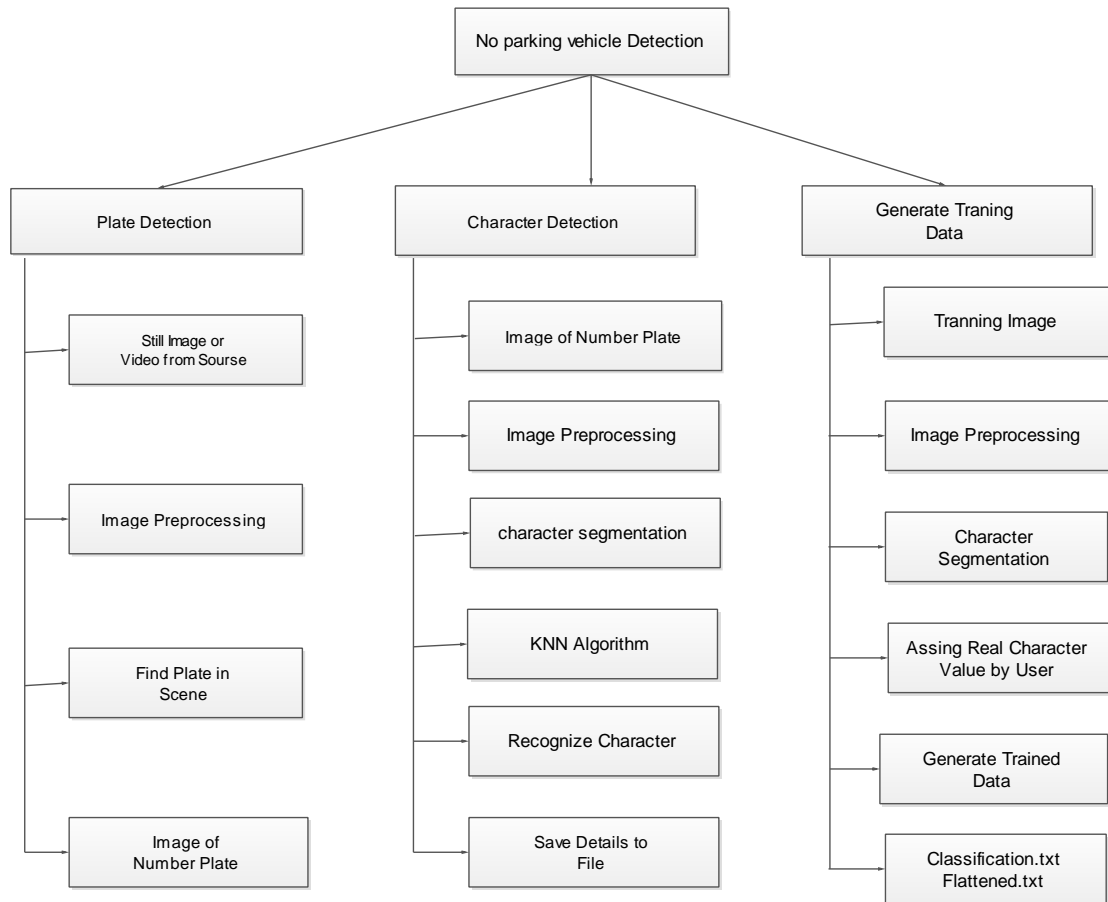 No parking vehicle Detection
Plate Detection
Still Image or
Video from Sourse
Image Preprocessing
Find Plate in
Scene
Image of
Number Plate
Character Detection
Image of Number Plate
Image Preprocessing
character segmentation
KNN Algorithm
Recognize Character
Save Details to
File
Generate Traning
Data
Tranning Image
Image Preprocessing
Character
Segmentation
Assing Real Character
Value by User
Generate Trained
Data
Classification.txt
Flattened.txt